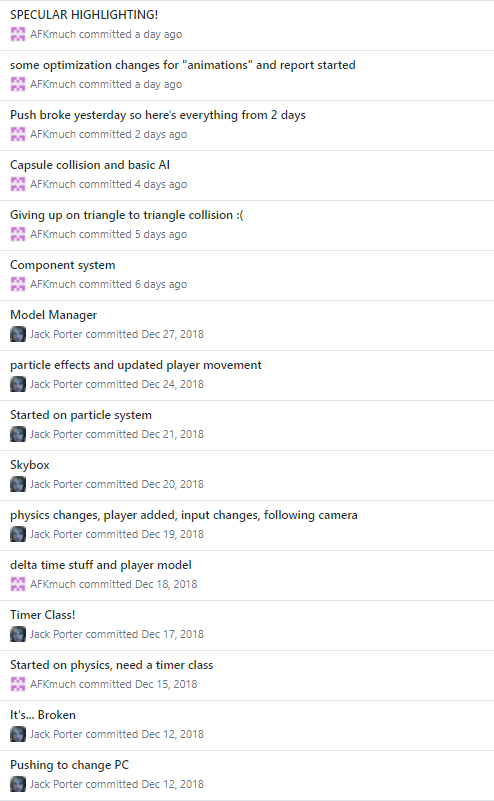 SPECULAR HIGHLIGHTING!
AFKmuch committed a day ago
some optimization changes for "animations" and report started
AFKmuch committed a day ago
Push broke yesterday so here's everything from 2 days
AFKmuch committed 2 days ago
Capsule collision and basic AI
AFKmuch committed 4 days ago
Giving up on triangle to triangle collision :(
AFKmuch committed 5 days ago
Component system
AFKmuch committed 6 days ago
Model Manager
Jack Porter committed Dec 27, 2018
particle effects and updated player movement
Jack Porter committed Dec 24, 2018
Started on particle system
Jack Porter committed Dec 21, 2018
Skybox
Jack Porter committed Dec 20, 2018
physics changes, player added, input changes, following camera
Jack Porter committed Dec 19, 2018
delta time stuff and player model
AFKmuch committed Dec 18, 2018
Timer Class!
Jack Porter committed Dec 17, 2018
Started on physics, need a timer class
AFKmuch committed Dec 15, 2018
It's... Broken
Jack Porter committed Dec 12, 2018
Pushing to change PC
Jack Porter committed Dec 12, 2018